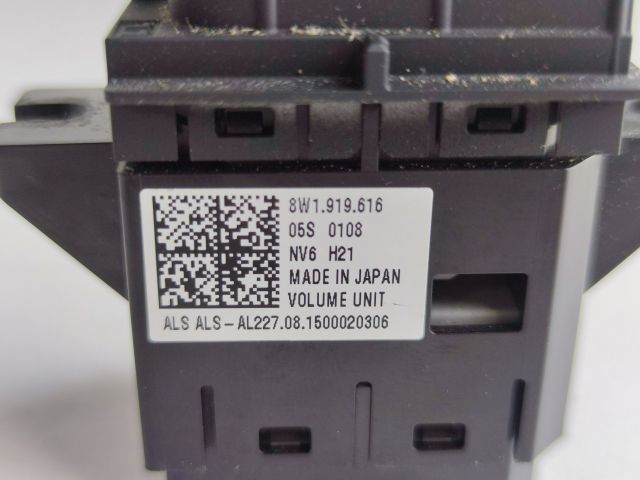 8W1.919.616
05S 0108
NV6 H21
MADE IN JAPAN
VOLUME UNIT
ALS ALS-AL227.08.1500020306